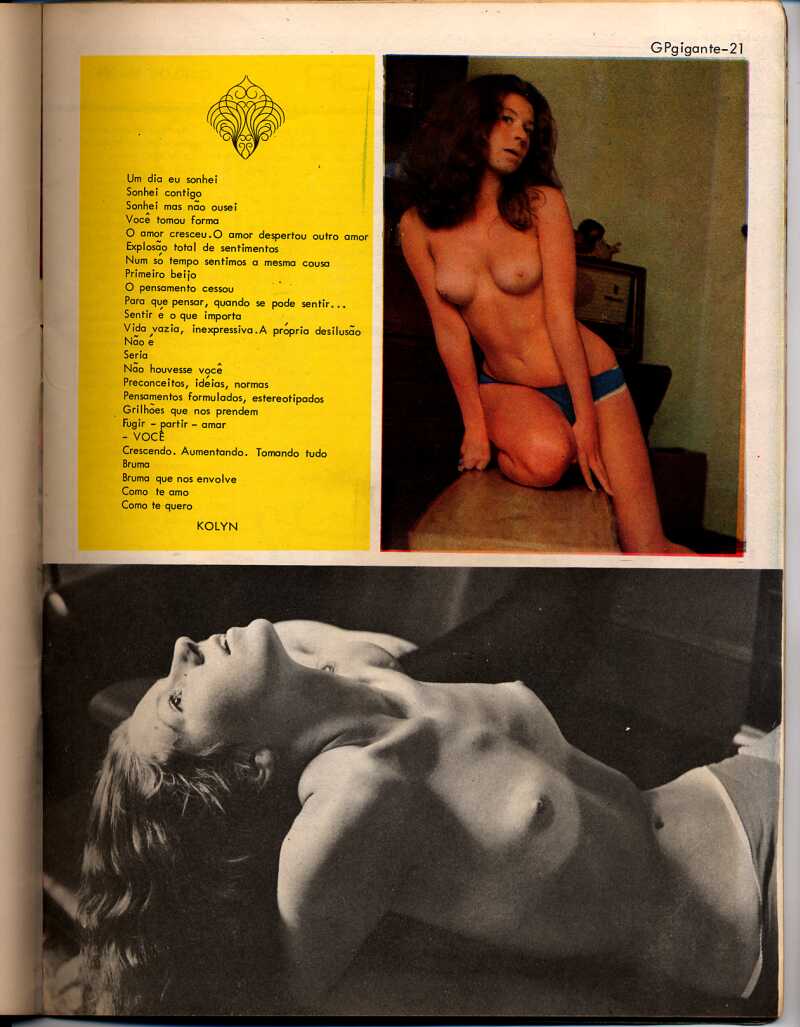 GPgigante-21
Um dia eu sonhei
Sonhei contigo
Sonhei mas não ousei
Você tomou forma
O amor cresceu.O amor despertou outro amor
Explosão total de sentimentos
Num só tempo sentimos a mesma cousa
Primeiro beijo
O pensamento cessou
Para que pensar, quando se pode sentir...
Sentir é o que importa
Vida vazia, inexpressiva.A própria desilusão
Não é
Seria
Não houvesse você
Preconceitos, idéias, normas
Pensamentos formulados, estereotipados
Grilhões que nos prendem
Fugir - partir - amar
- VOCÊ
Crescendo. Aumentando. Tomando tudo
Bruma
Bruma que nos envolve
Como te amo
Como te quero
KOLYN